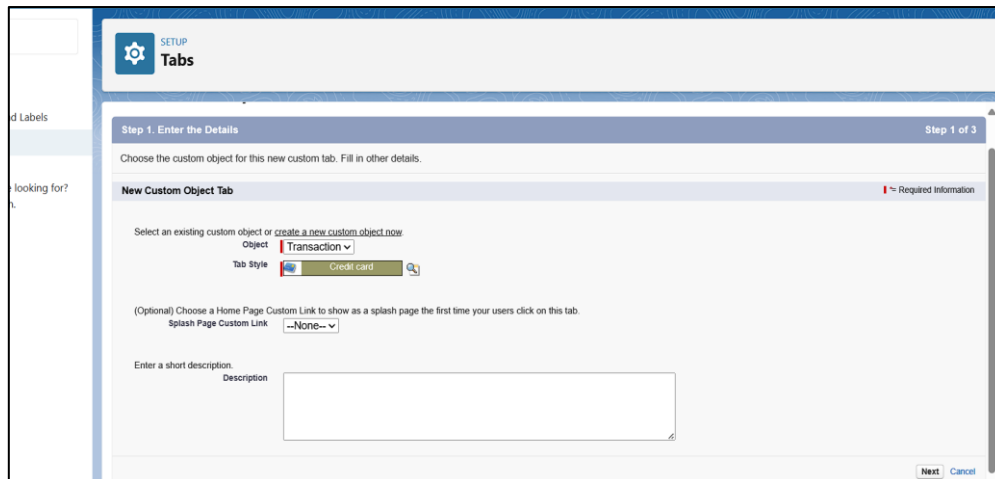 SETUP
Tabs
d Labels
looking for?
Step 1. Enter the Details Step 1 of 3
Choose the custom object for this new custom tab. Fill in other details.
New Custom Object Tab = Required Information
Select an existing custom object or create a new custom object now.
Object Transaction
Tab Style Credit card
(Optional) Choose a Home Page Custom Link to show as a splash page the first time your users click on this tab.
Splash Page Custom Link --None--
Enter a short description.
Description
Next Cancel